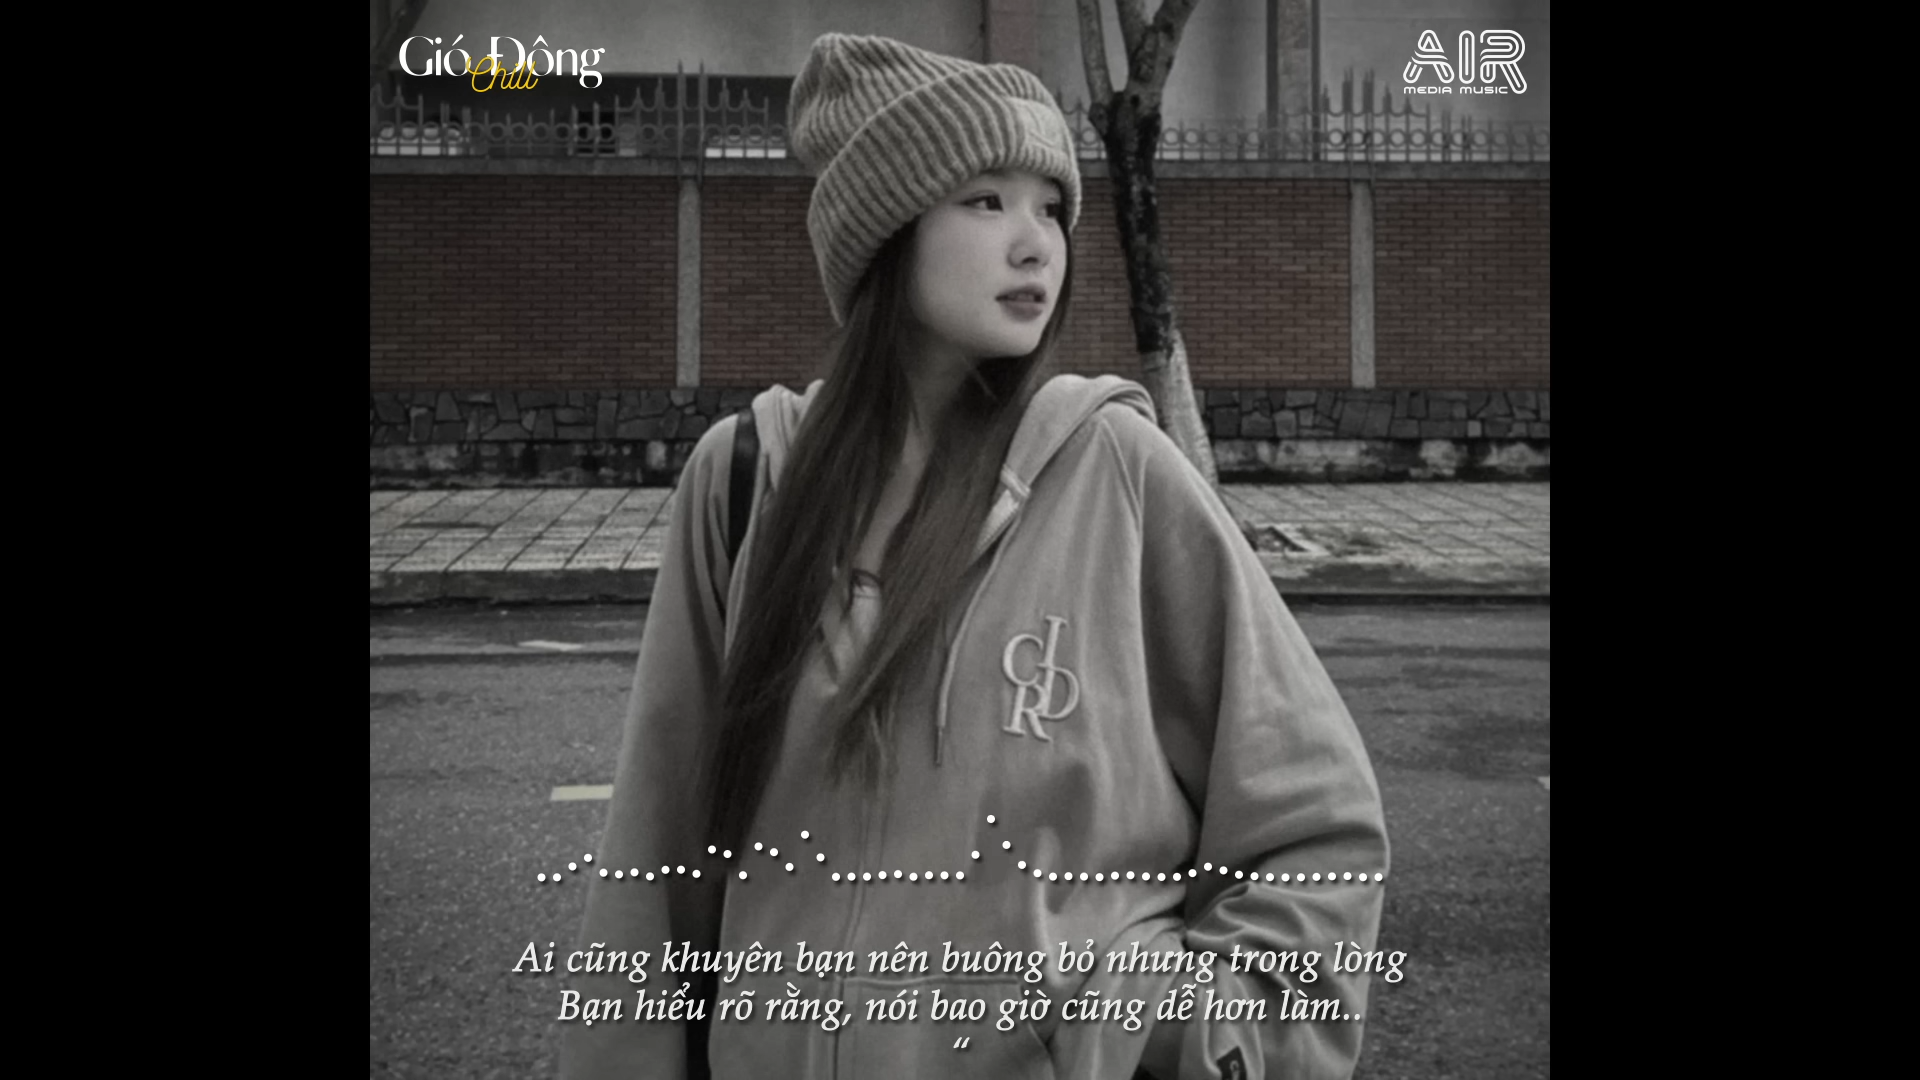 Gió Đông
Chill
AIR
MEDIA MUSIC
I
C
D
R
Ai cũng khuyên bạn nên buông bỏ nhưng trong lòng
Bạn hiểu rõ rằng, nói bao giờ cũng dễ hơn làm..
“